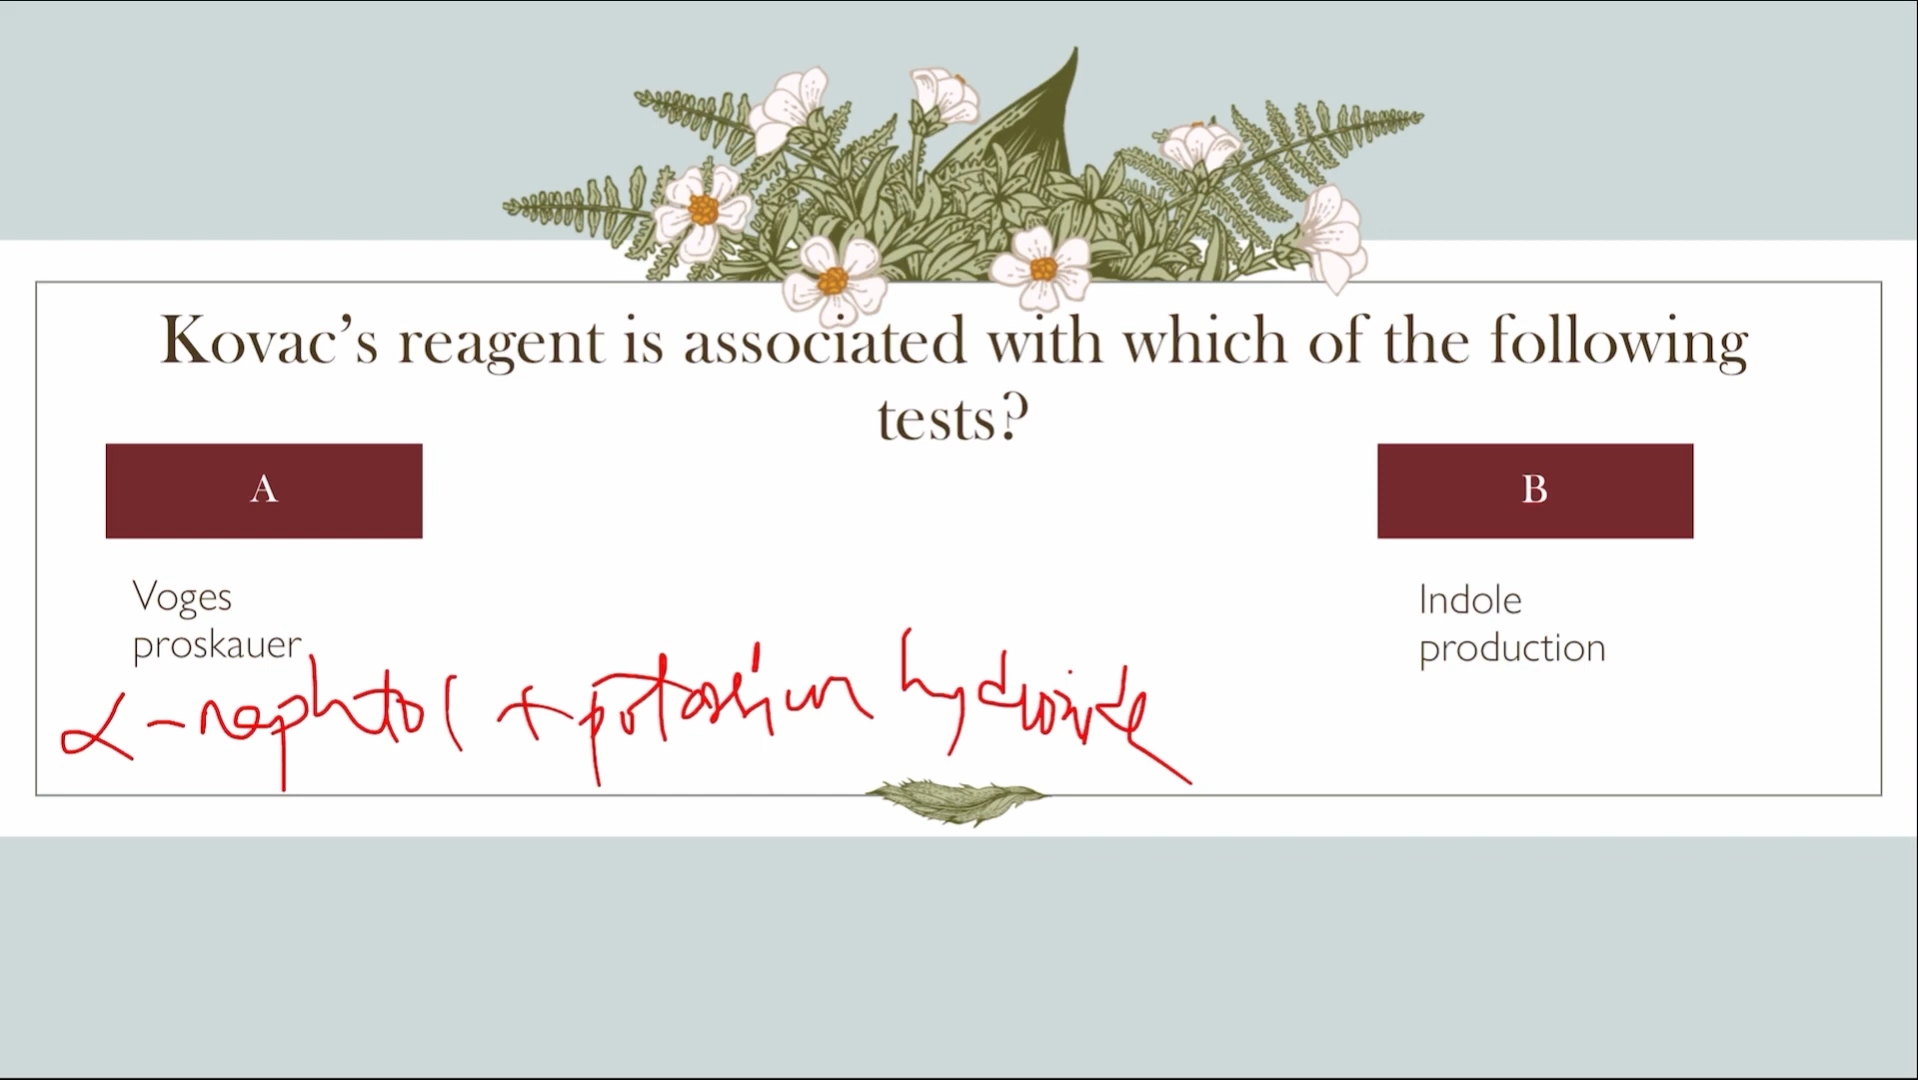 Kovac's reagent is associated with which of the following
tests?
A
B
Voges
proskauer
Indole
production
α-naphtol + potassium hydroxide